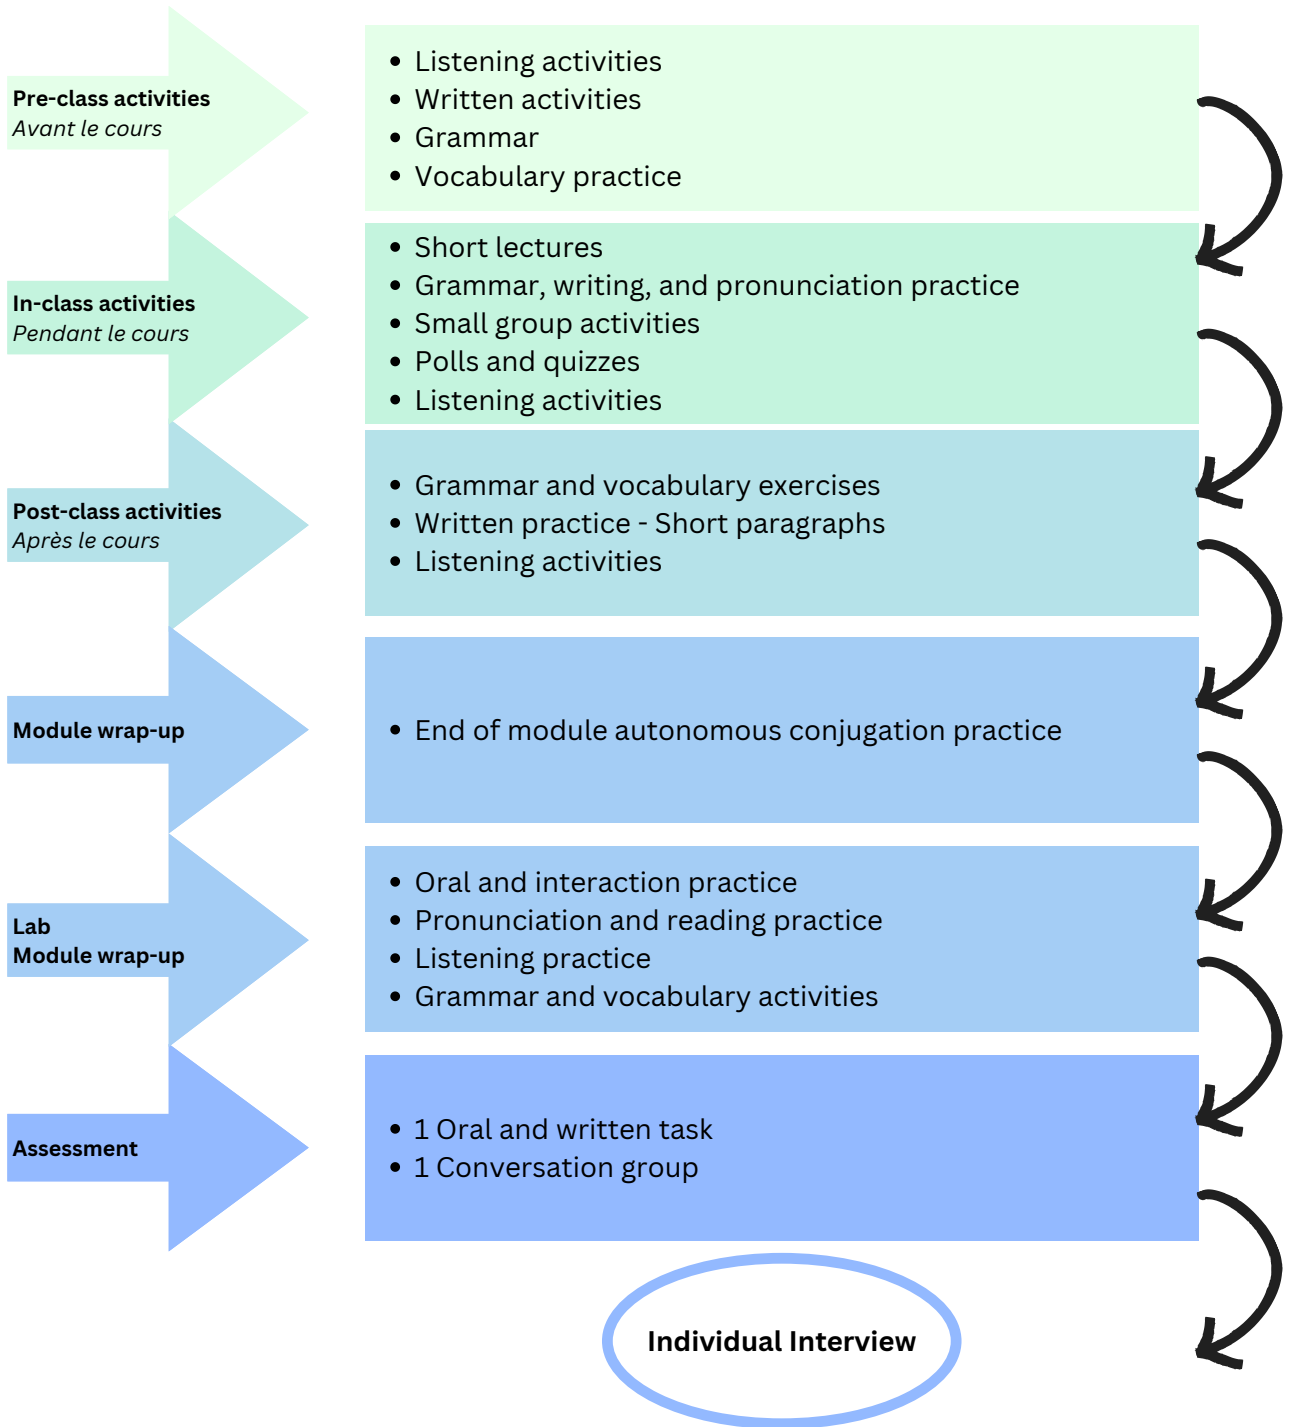 Pre-class activities
Avant le cours
• Listening activities
• Written activities
• Grammar
• Vocabulary practice
In-class activities
Pendant le cours
• Short lectures
• Grammar, writing, and pronunciation practice
• Small group activities
• Polls and quizzes
• Listening activities
Post-class activities
Après le cours
• Grammar and vocabulary exercises
• Written practice - Short paragraphs
• Listening activities
Module wrap-up
• End of module autonomous conjugation practice
Lab
Module wrap-up
• Oral and interaction practice
• Pronunciation and reading practice
• Listening practice
• Grammar and vocabulary activities
Assessment
• 1 Oral and written task
• 1 Conversation group
Individual Interview